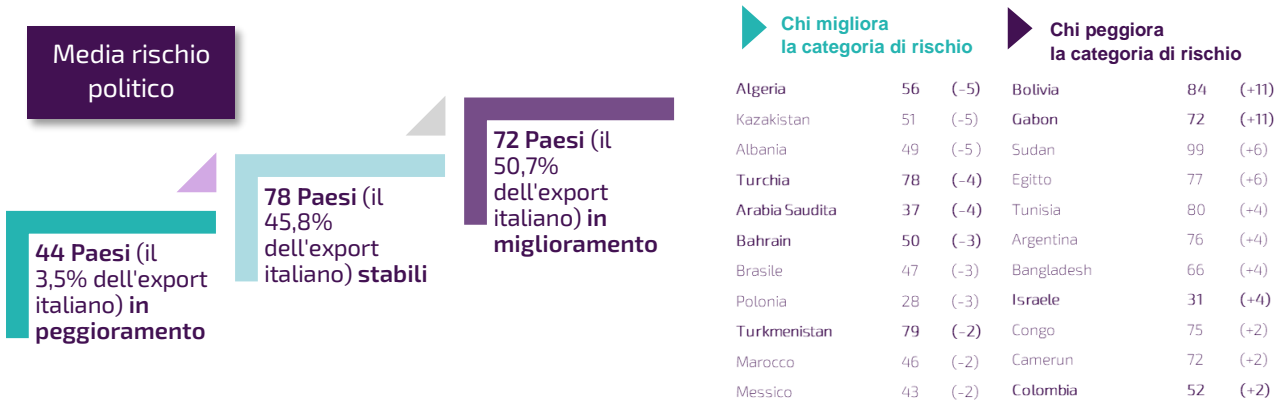 Media rischio
politico
44 Paesi (il
3,5% dell'export
italiano) in
peggioramento
78 Paesi (il
45,8%
dell'export
italiano) stabili
72 Paesi (il
50,7%
dell'export
italiano) in
miglioramento
Chi migliora
la categoria di rischio
Algeria 56 (-5)
Kazakistan 51 (-5)
Albania 49 (-5 )
Turchia 78 (-4)
Arabia Saudita 37 (-4)
Bahrain 50 (-3)
Brasile 47 (-3)
Polonia 28 (-3)
Turkmenistan 79 (-2)
Marocco 46 (-2)
Messico 43 (-2)
Chi peggiora
la categoria di rischio
Bolivia 84 (+11)
Gabon 72 (+11)
Sudan 99 (+6)
Egitto 77 (+6)
Tunisia 80 (+4)
Argentina 76 (+4)
Bangladesh 66 (+4)
Israele 31 (+4)
Congo 75 (+2)
Camerun 72 (+2)
Colombia 52 (+2)